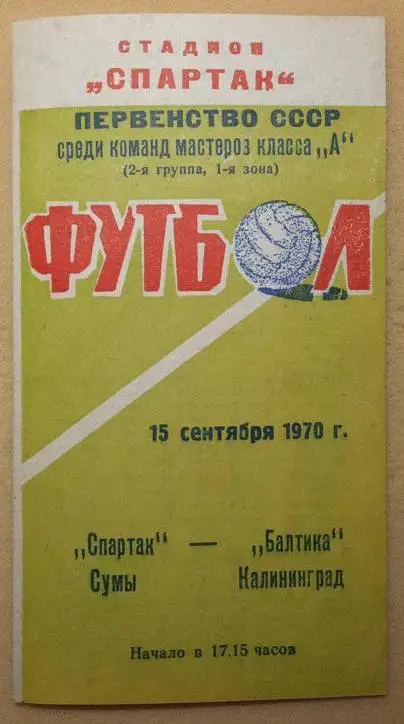 СТАДИОН
„СПАРТАК“
ПЕРВЕНСТВО СССР
среди команд мастеров класса „А“
(2-я группа, 1-я зона)
ФУТБОЛ
15 сентября 1970 г.
„Спартак“ — „Балтика“
Сумы Калининград
Начало в 17.15 часов